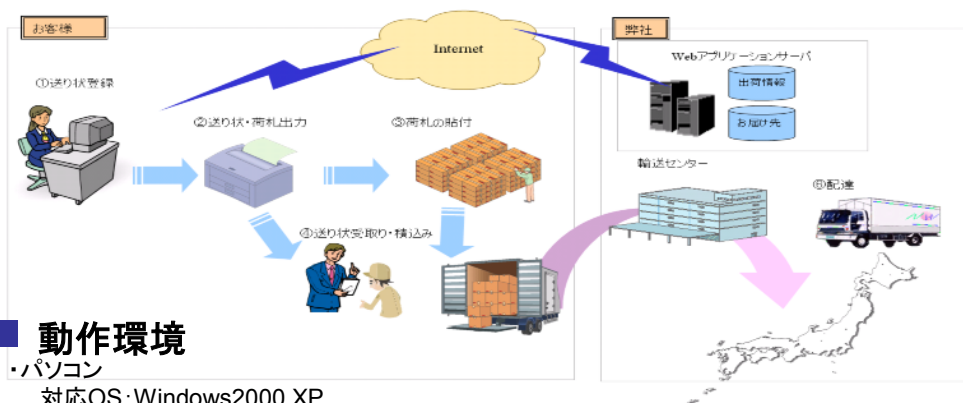 お客様
Internet
弊社
Webアプリケーションサーバ
出荷情報
お届け先
①送り状登録
②送り状・荷札出力
③荷札の貼付
④送り状受取り・積込み
輸送センター
⑥配達
■ 動作環境
・パソコン
対応OS：Windows2000,XP